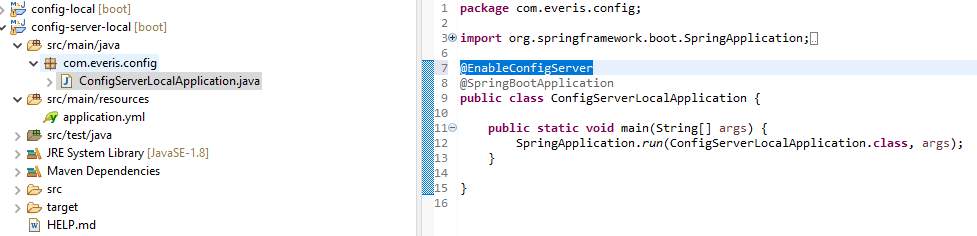 config-local [boot]
config-server-local [boot]
src/main/java
com.everis.config
ConfigServerLocalApplication.java
src/main/resources
application.yml
src/test/java
JRE System Library [JavaSE-1.8]
Maven Dependencies
src
target
HELP.md
1 package com.everis.config;
2
3 import org.springframework.boot.SpringApplication;
6
7 @EnableConfigServer
8 @SpringBootApplication
9 public class ConfigServerLocalApplication {
10
11 public static void main(String[] args) {
12 SpringApplication.run(ConfigServerLocalApplication.class, args);
13 }
14
15 }
16